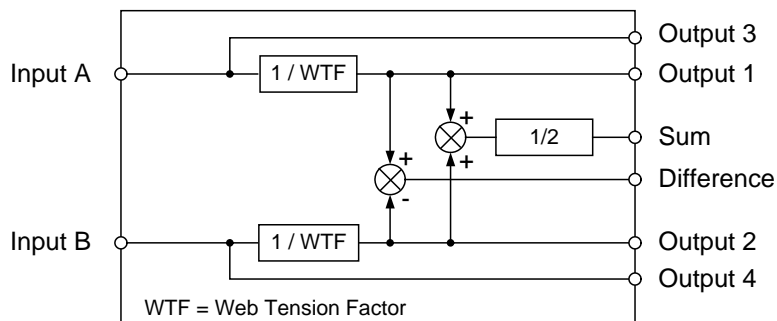 Output 3
Input A
1 / WTF
Output 1
+
1/2
Sum
+
+
Difference
-
Input B
1 / WTF
Output 2
Output 4
WTF = Web Tension Factor